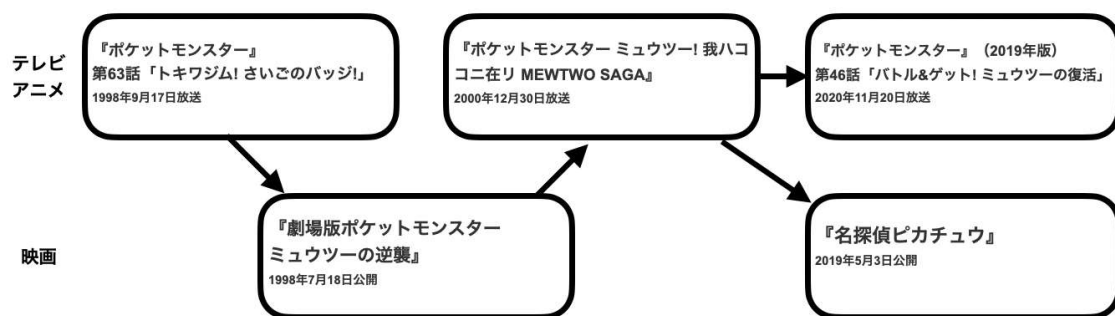 テレビ
アニメ
『ポケットモンスター』
第63話「トキワジム! さいごのバッジ!」
1998年9月17日放送
『ポケットモンスター ミュウツー! 我ハコ
コニ在リ MEWTWO SAGA』
2000年12月30日放送
『ポケットモンスター』（2019年版）
第46話「バトル&ゲット! ミュウツーの復活」
2020年11月20日放送
映画
『劇場版ポケットモンスター
ミュウツーの逆襲』
1998年7月18日公開
『名探偵ピカチュウ』
2019年5月3日公開